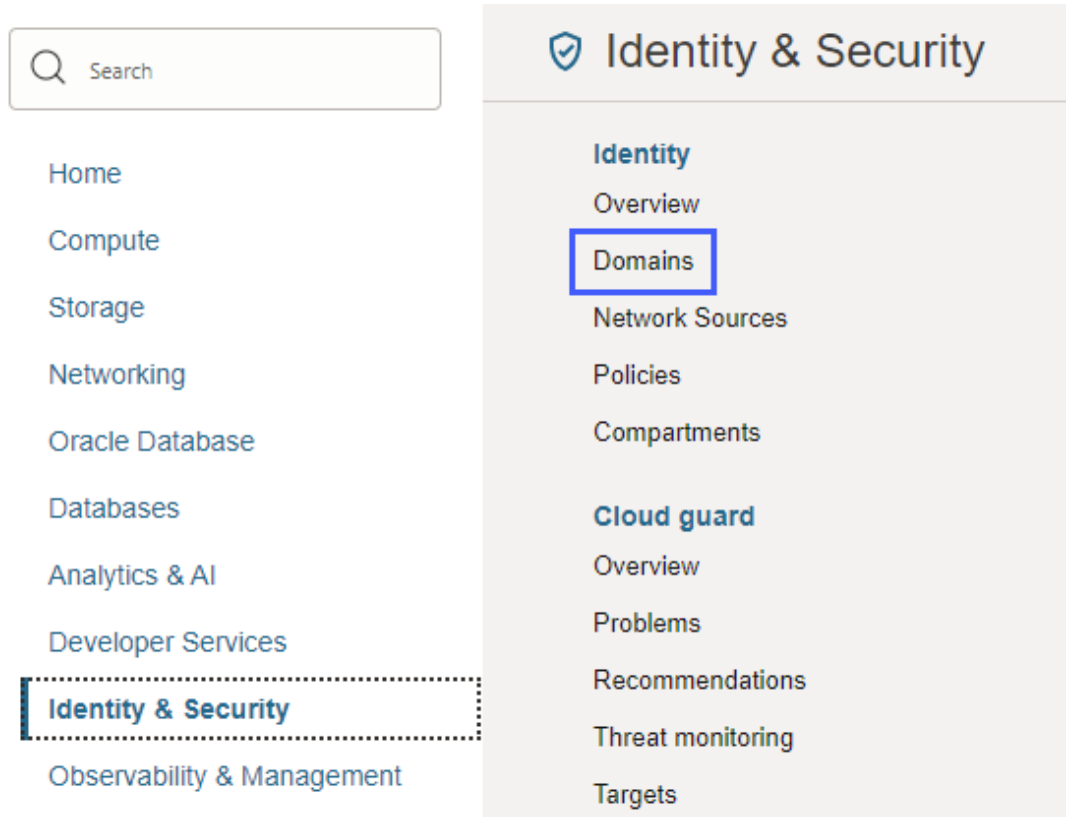 Search
Home
Compute
Storage
Networking
Oracle Database
Databases
Analytics & AI
Developer Services
Identity & Security
Observability & Management
Identity & Security
Identity
Overview
Domains
Network Sources
Policies
Compartments
Cloud guard
Overview
Problems
Recommendations
Threat monitoring
Targets